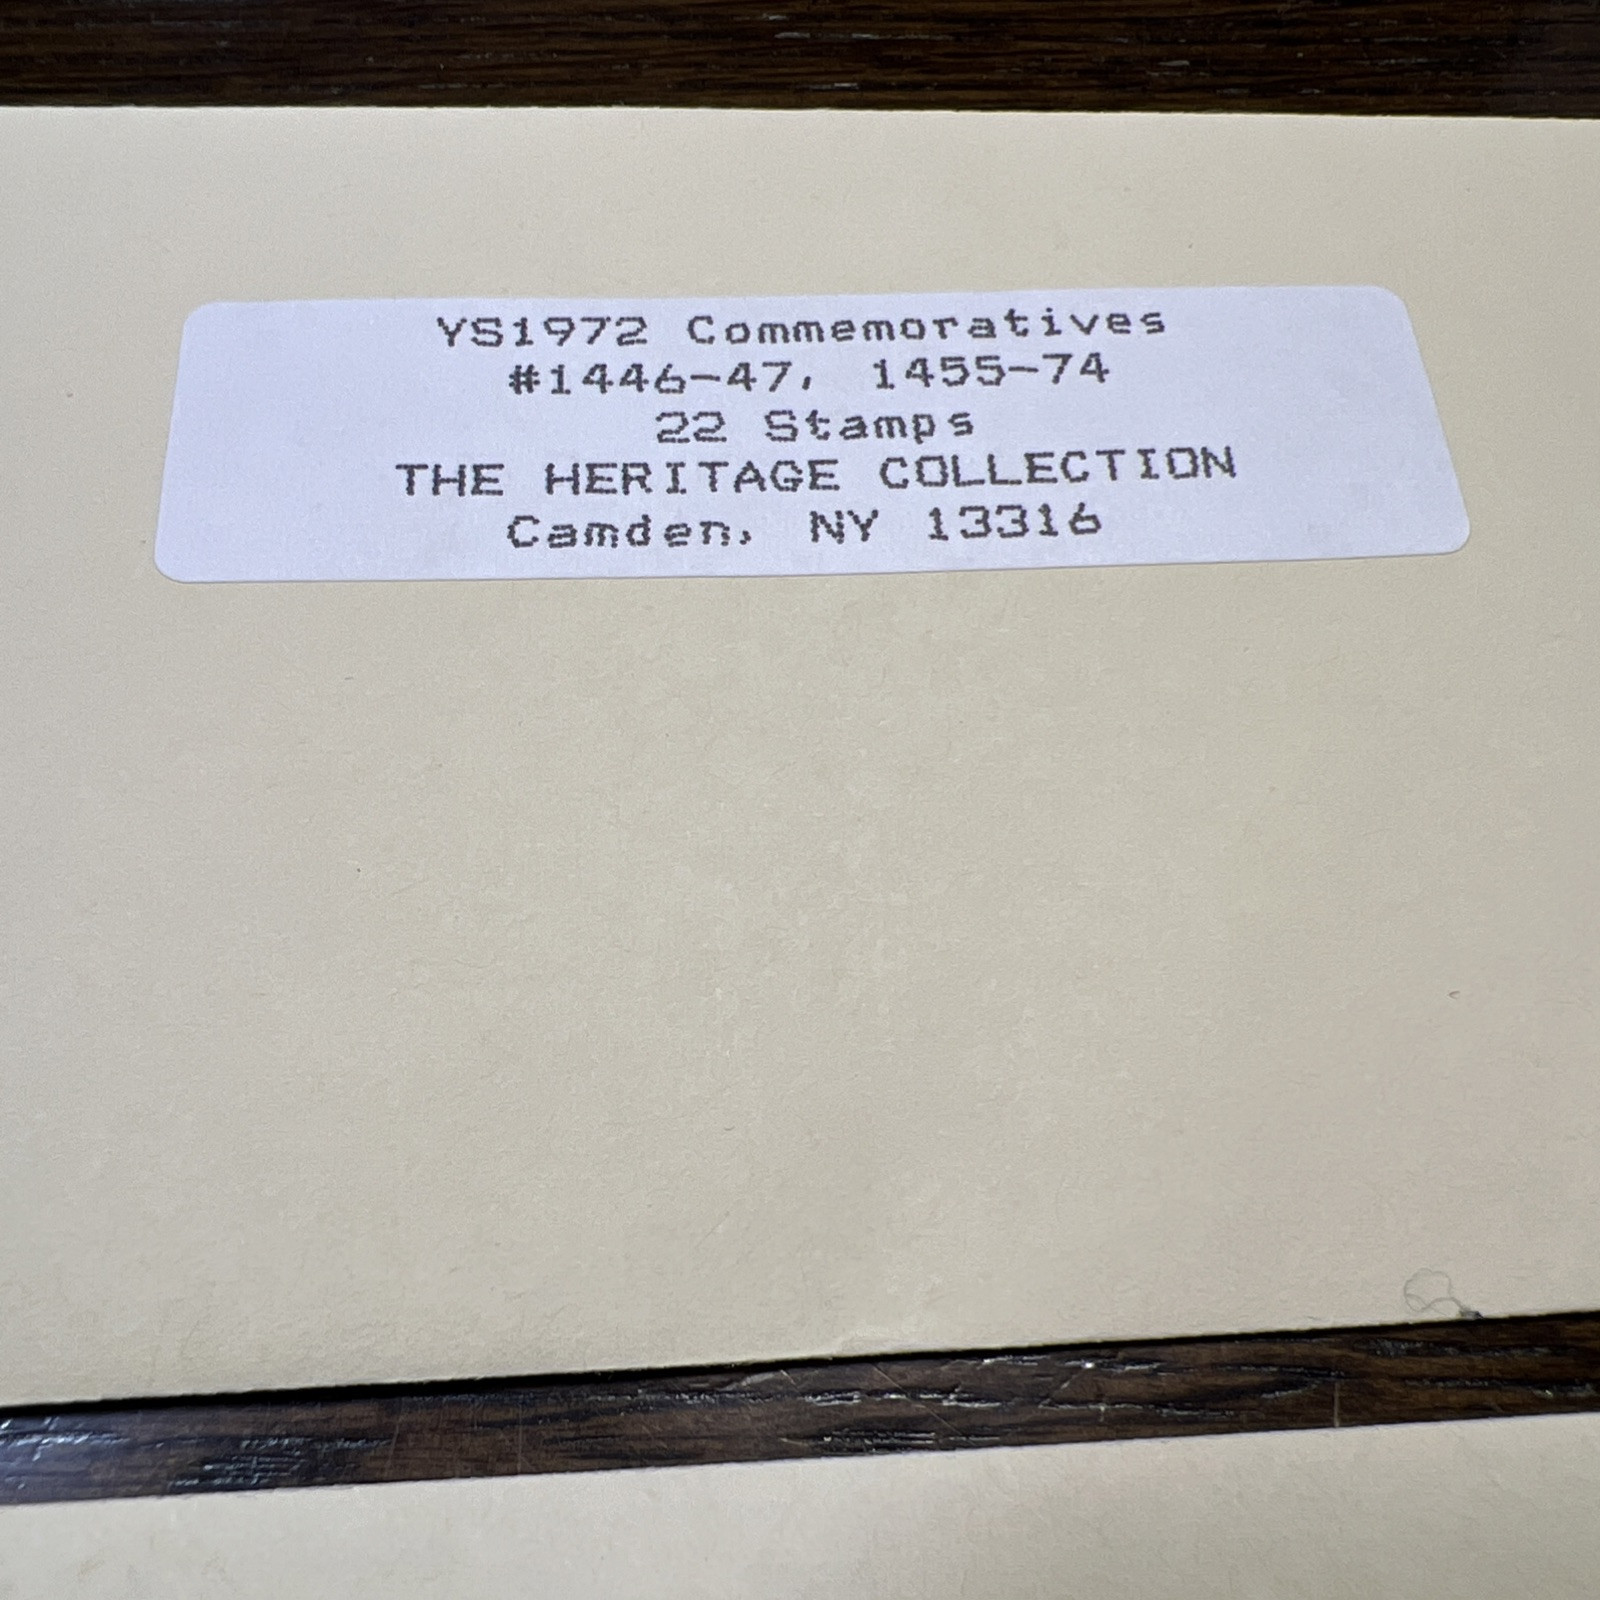 YS1972 Commemoratives
#1446-47, 1455-74
22 Stamps
THE HERITAGE COLLECTION
Camden, NY 13316